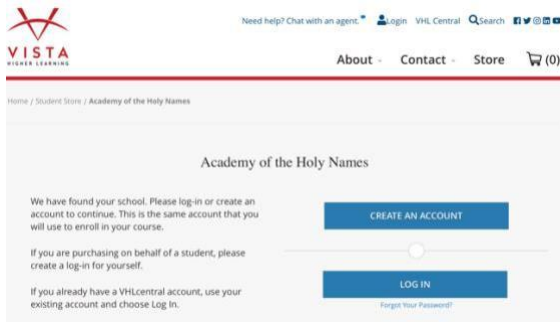 Need help? Chat with an agent. Login VHL Central Search
VISTA
HIGHER LEARNING
About Contact Store (0)
Home / Student Store / Academy of the Holy Names
Academy of the Holy Names
We have found your school. Please log-in or create an
account to continue. This is the same account that you
will use to enroll in your course.
If you are purchasing on behalf of a student, please
create a log-in for yourself.
If you already have a VHLcentral account, use your
existing account and choose Log In.
CREATE AN ACCOUNT
LOG IN
Forgot Your Password?